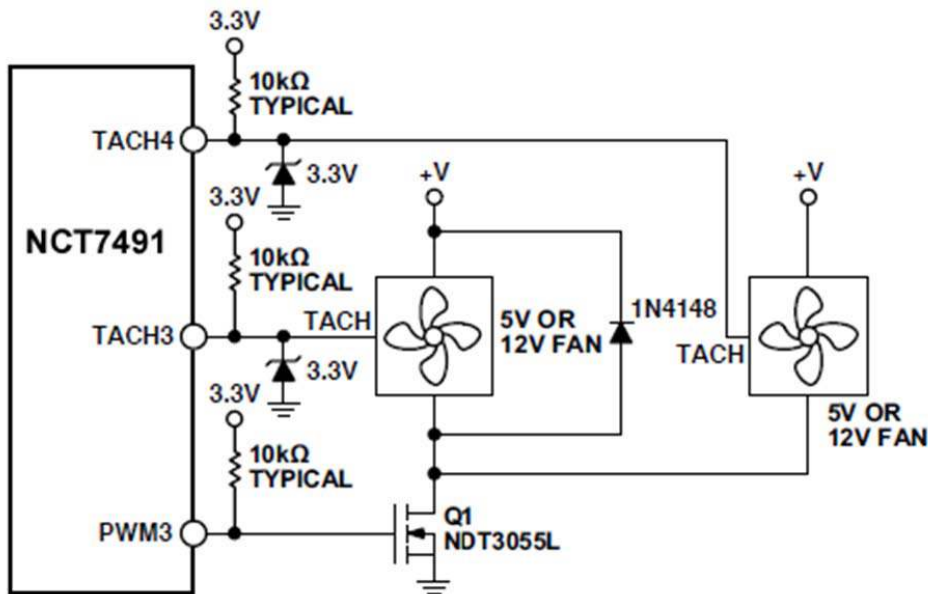 3.3V
10kΩ
TYPICAL
TACH4
3.3V
3.3V
+V
+V
NCT7491
10kΩ
TYPICAL
TACH
5V OR
12V FAN
1N4148
TACH3
TACH
3.3V
3.3V
5V OR
12V FAN
10kΩ
TYPICAL
PWM3
Q1
NDT3055L